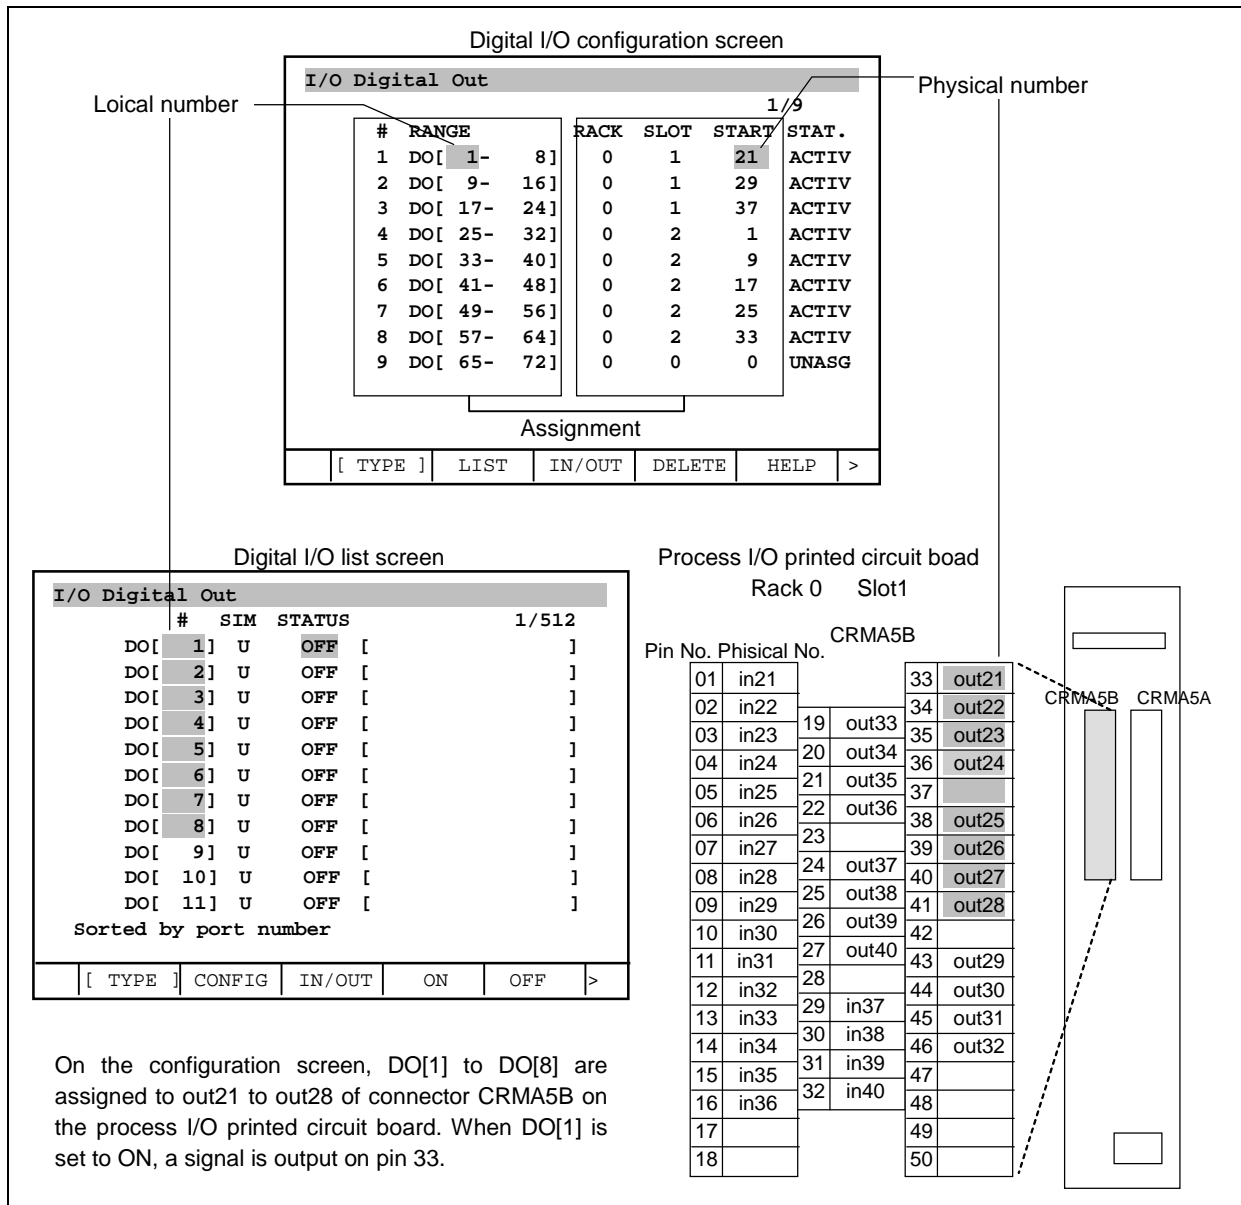 Digital I/O configuration screen
I/O Digital Out
Loical number
Physical number
1/9
# RANGE RACK SLOT START STAT.
1 DO[ 1- 8] 0 1 21 ACTIV
2 DO[ 9- 16] 0 1 29 ACTIV
3 DO[ 17- 24] 0 1 37 ACTIV
4 DO[ 25- 32] 0 2 1 ACTIV
5 DO[ 33- 40] 0 2 9 ACTIV
6 DO[ 41- 48] 0 2 17 ACTIV
7 DO[ 49- 56] 0 2 25 ACTIV
8 DO[ 57- 64] 0 2 33 ACTIV
9 DO[ 65- 72] 0 0 0 UNASG
Assignment
[ TYPE ] LIST IN/OUT DELETE HELP >
Digital I/O list screen
I/O Digital Out
# SIM STATUS 1/512
DO[ 1] U OFF [ ]
DO[ 2] U OFF [ ]
DO[ 3] U OFF [ ]
DO[ 4] U OFF [ ]
DO[ 5] U OFF [ ]
DO[ 6] U OFF [ ]
DO[ 7] U OFF [ ]
DO[ 8] U OFF [ ]
DO[ 9] U OFF [ ]
DO[ 10] U OFF [ ]
DO[ 11] U OFF [ ]
Sorted by port number
[ TYPE ] CONFIG IN/OUT ON OFF >
On the configuration screen, DO[1] to DO[8] are
assigned to out21 to out28 of connector CRMA5B on
the process I/O printed circuit board. When DO[1] is
set to ON, a signal is output on pin 33.
Process I/O printed circuit boad
Rack 0 Slot1
CRMA5B
Pin No. Phisical No.
01 in21
02 in22
03 in23
04 in24
05 in25
06 in26
07 in27
08 in28
09 in29
10 in30
11 in31
12 in32
13 in33
14 in34
15 in35
16 in36
17
18
19 out33
20 out34
21 out35
22 out36
23
24 out37
25 out38
26 out39
27 out40
28
29 in37
30 in38
31 in39
32 in40
33 out21
34 out22
35 out23
36 out24
37
38 out25
39 out26
40 out27
41 out28
42
43 out29
44 out30
45 out31
46 out32
47
48
49
50
CRMA5B CRMA5A